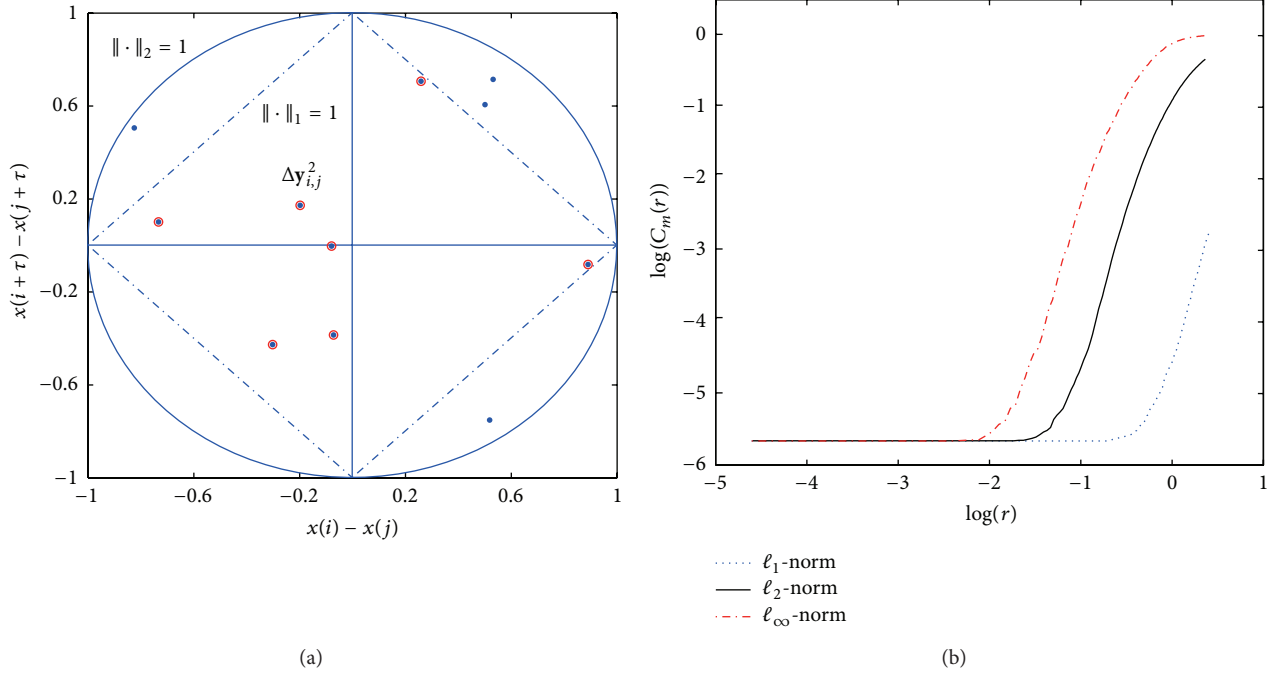 ‖ · ‖₂ = 1
‖ · ‖₁ = 1
Δy²ᵢ,ⱼ
1
0.6
0.2
−0.2
−0.6
−1
x(i + τ) − x(j + τ)
−1
−0.6
−0.2
0.2
0.6
1
x(i) − x(j)
(a)
0
−1
−2
−3
−4
−5
−6
log(Cₘ(r))
−5
−4
−3
−2
−1
0
1
log(r)
ℓ₁-norm
ℓ₂-norm
ℓ∞-norm
(b)